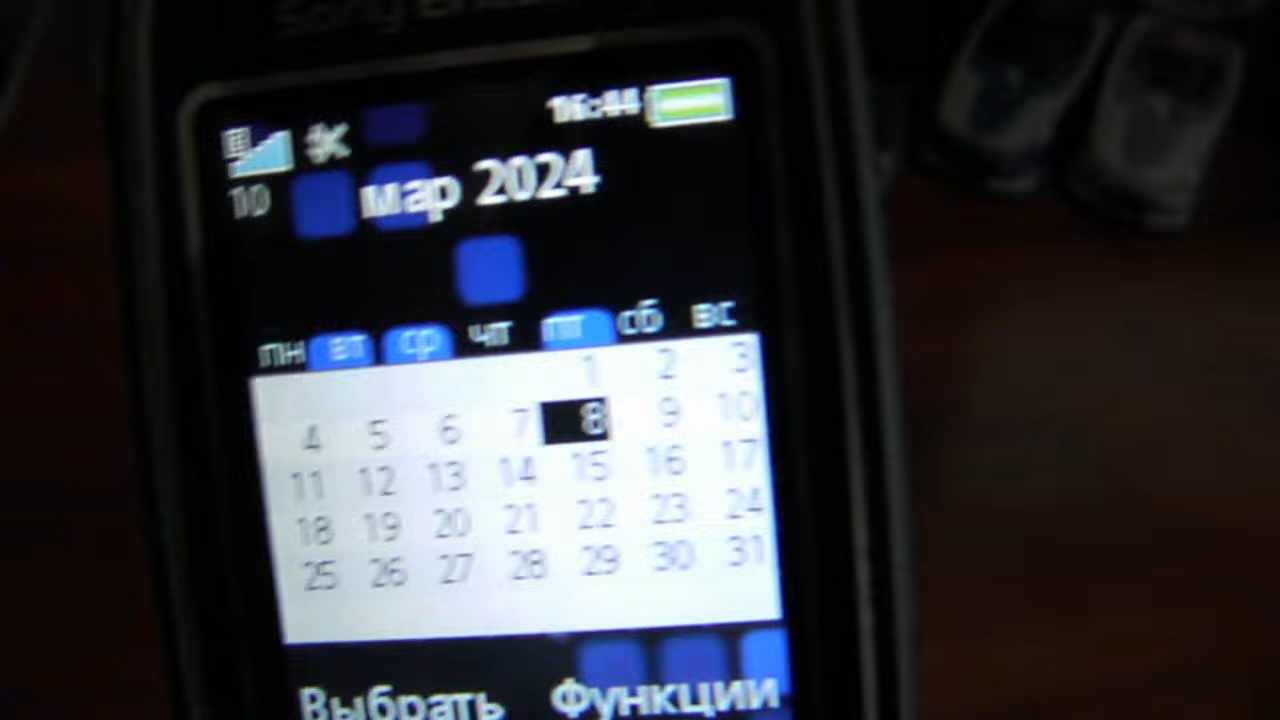 Sony Ericsson
16:44
10 мар 2024
пн вт ср чт пт сб вс
1 2 3
4 5 6 7 8 9 10
11 12 13 14 15 16 17
18 19 20 21 22 23 24
25 26 27 28 29 30 31
Выбрать Функции